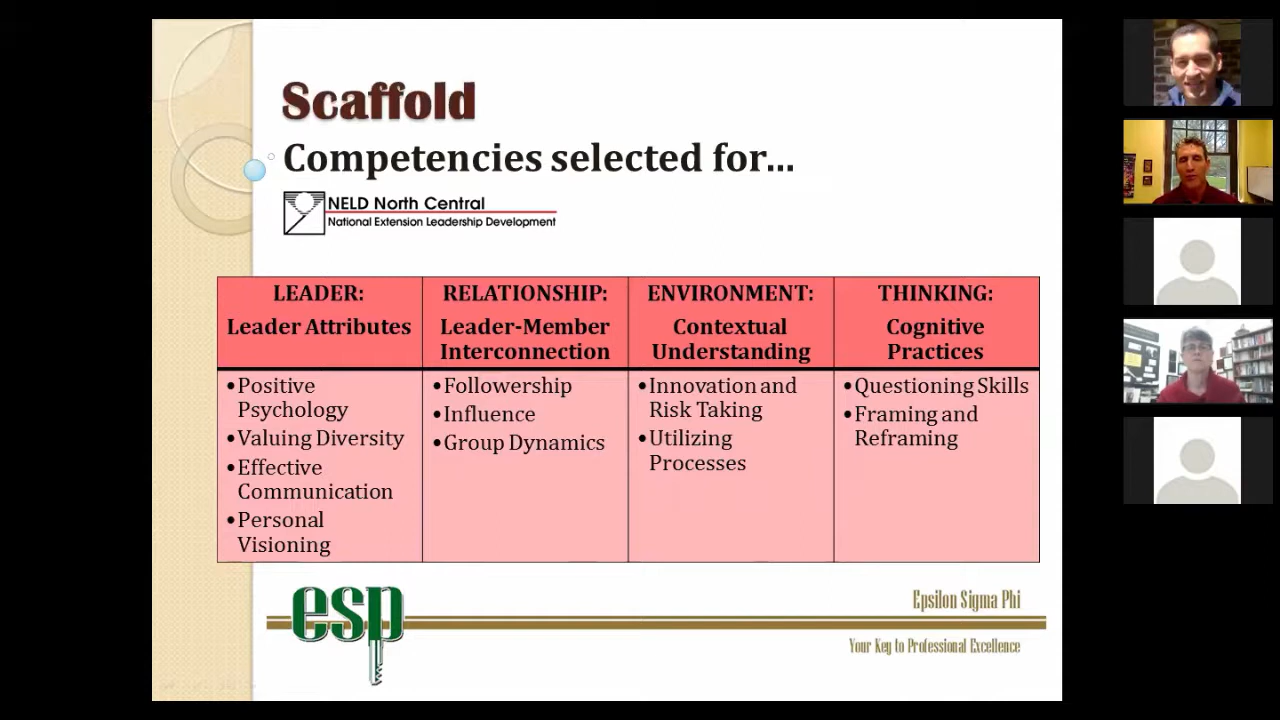 Scaffold
Competencies selected for...
NELD North Central
National Extension Leadership Development
LEADER:
Leader Attributes
RELATIONSHIP:
Leader-Member
Interconnection
ENVIRONMENT:
Contextual
Understanding
THINKING:
Cognitive
Practices
•Positive
Psychology
•Valuing Diversity
•Effective
Communication
•Personal
Visioning
•Followership
•Influence
•Group Dynamics
•Innovation and
Risk Taking
•Utilizing
Processes
•Questioning Skills
•Framing and
Reframing
esp
Epsilon Sigma Phi
Your Key to Professional Excellence